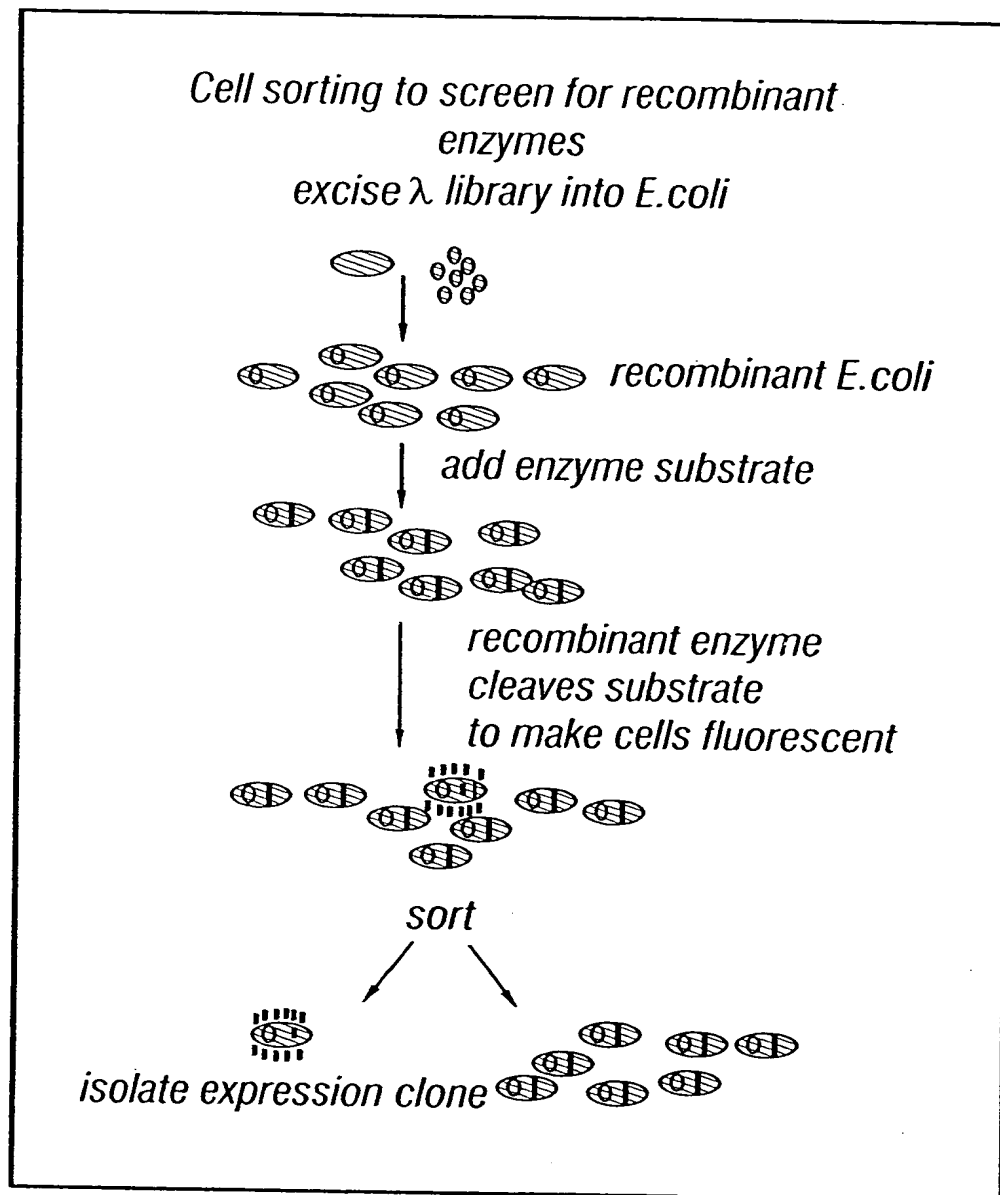 Cell sorting to screen for recombinant
enzymes
excise λ library into E.coli
recombinant E.coli
add enzyme substrate
recombinant enzyme
cleaves substrate
to make cells fluorescent
sort
isolate expression clone